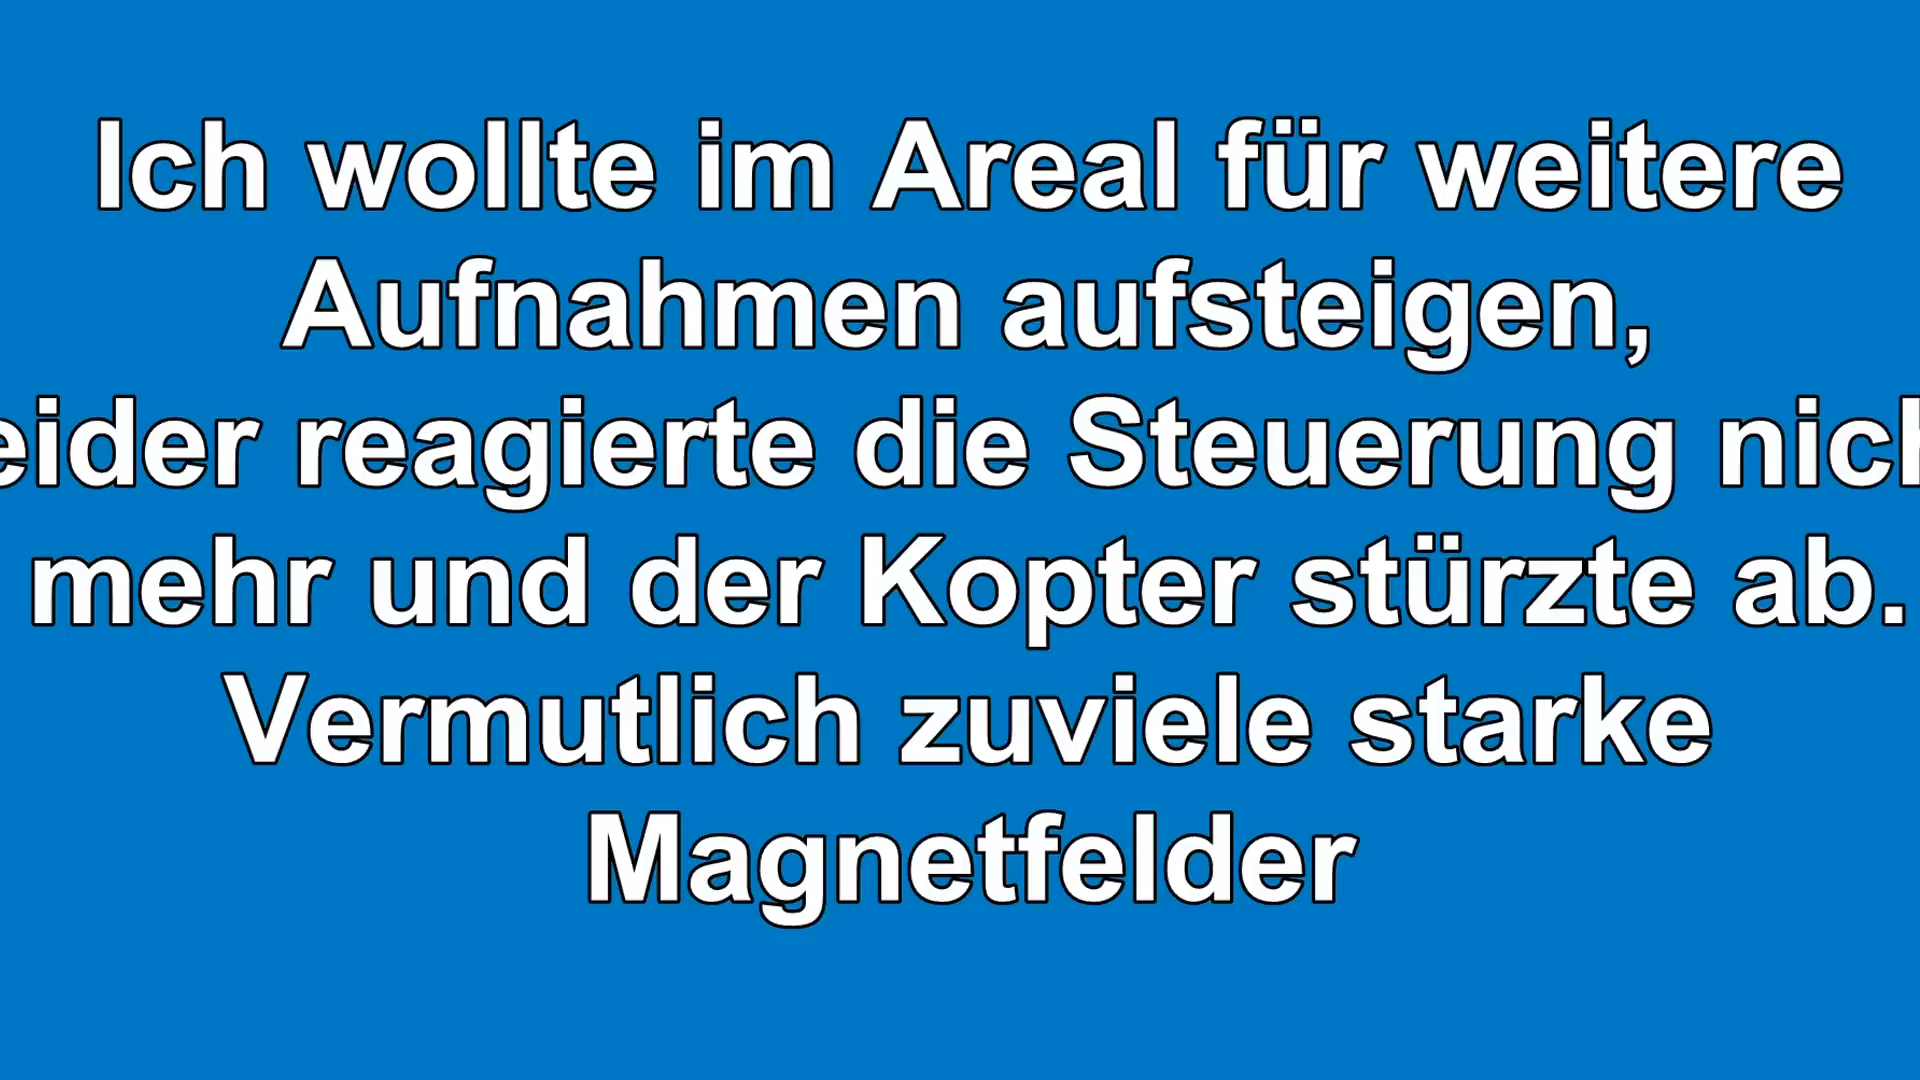 Ich wollte im Areal für weitere
Aufnahmen aufsteigen,
eider reagierte die Steuerung nich
mehr und der Kopter stürzte ab.
Vermutlich zuviele starke
Magnetfelder